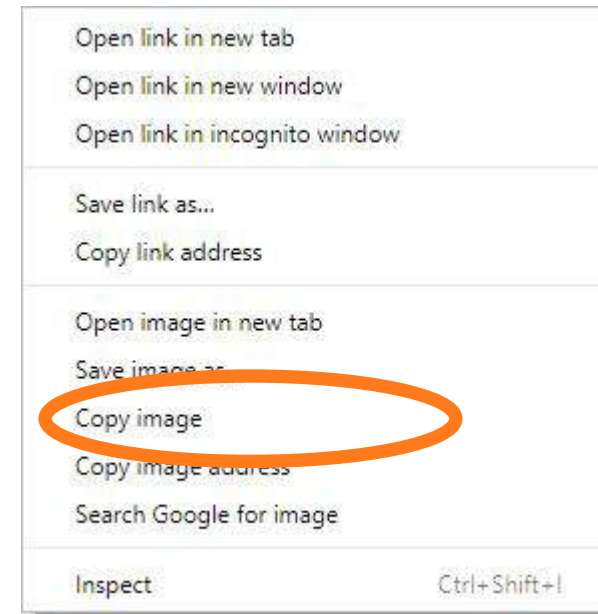 Open link in new tab
Open link in new window
Open link in incognito window
Save link as...
Copy link address
Open image in new tab
Save image as
Copy image
Copy image address
Search Google for image
Inspect Ctrl+Shift+I